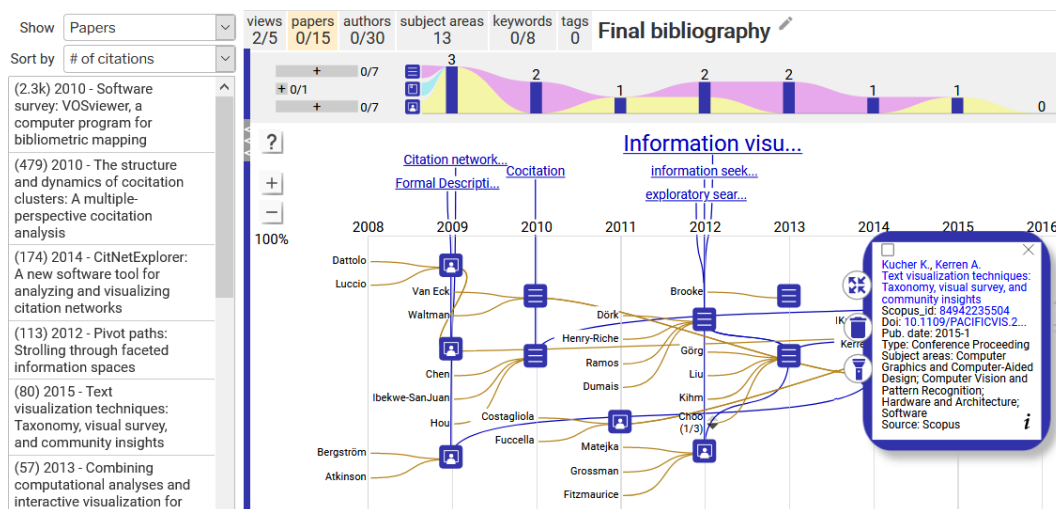 Show Papers
Sort by # of citations
(2.3k) 2010 - Software
survey: VOSviewer, a
computer program for
bibliometric mapping
(479) 2010 - The structure
and dynamics of cocitation
clusters: A multiple-
perspective cocitation
analysis
(174) 2014 - CitNetExplorer:
A new software tool for
analyzing and visualizing
citation networks
(113) 2012 - Pivot paths:
Strolling through faceted
information spaces
(80) 2015 - Text
visualization techniques:
Taxonomy, visual survey,
and community insights
(57) 2013 - Combining
computational analyses and
interactive visualization for
views papers authors subject areas keywords tags
2/5 0/15 0/30 13 0/8 0
Final bibliography
+ 0/7
+ 0/1
+ 0/7
3 2 1 2 2 1 1 0
?
+
−
100%
Information visu...
Citation network...
Cocitation
information seek...
Formal Descripti...
exploratory sear...
2008 2009 2010 2011 2012 2013 2014 2015 2016
Dattolo
Luccio
Van Eck
Waltman
Chen
Ibekwe-SanJuan
Hou
Bergström
Atkinson
Costagliola
Fuccella
Dörk
Henry-Riche
Ramos
Dumais
Matejka
Grossman
Fitzmaurice
Brooke
Görg
Liu
Kihm
Choo
(1/3)
Kerre
Kucher K., Kerren A.
Text visualization techniques:
Taxonomy, visual survey, and
community insights
Scopus_id: 84942235504
Doi: 10.1109/PACIFICVIS.2...
Pub. date: 2015-1
Type: Conference Proceeding
Subject areas: Computer
Graphics and Computer-Aided
Design; Computer Vision and
Pattern Recognition;
Hardware and Architecture;
Software
Source: Scopus
i